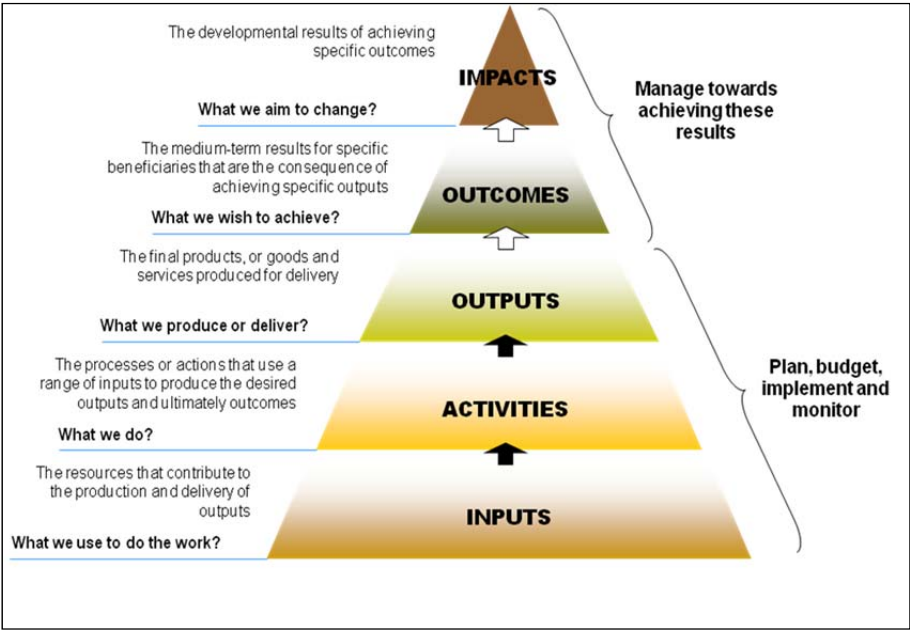 The developmental results of achieving
specific outcomes
IMPACTS
What we aim to change?
Manage towards
achieving these
results
The medium-term results for specific
beneficiaries that are the consequence of
achieving specific outputs
OUTCOMES
What we wish to achieve?
The final products, or goods and
services produced for delivery
OUTPUTS
What we produce or deliver?
The processes or actions that use a
range of inputs to produce the desired
outputs and ultimately outcomes
ACTIVITIES
What we do?
Plan, budget,
implement and
monitor
The resources that contribute to
the production and delivery of
outputs
INPUTS
What we use to do the work?